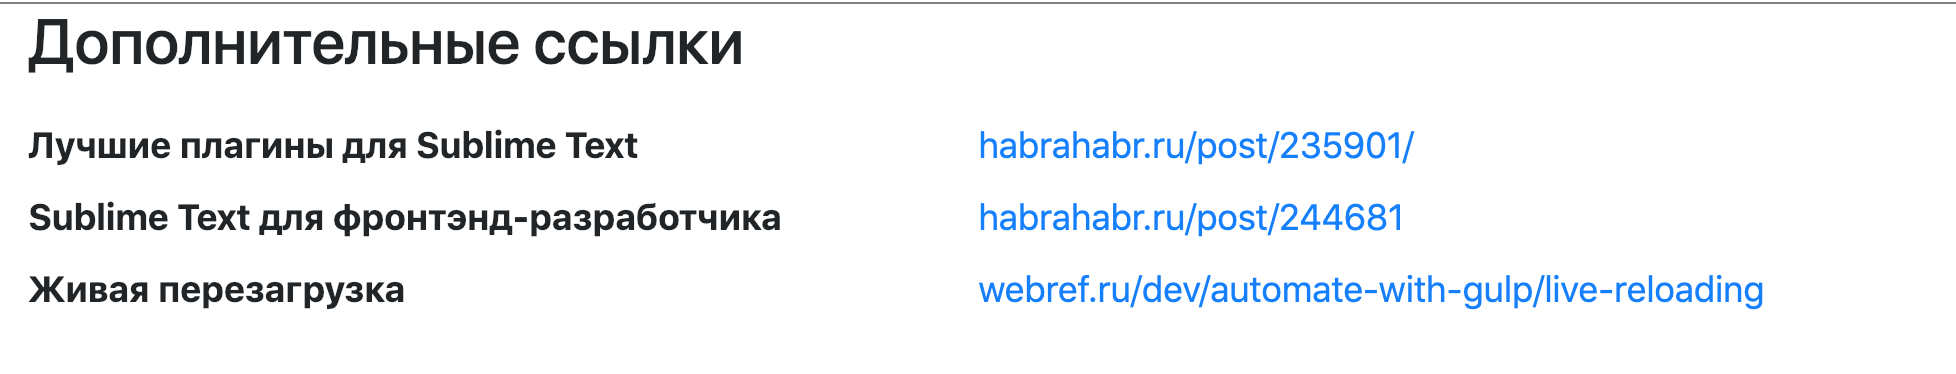 Дополнительные ссылки
Лучшие плагины для Sublime Text habrahabr.ru/post/235901/
Sublime Text для фронтэнд-разработчика habrahabr.ru/post/244681
Живая перезагрузка webref.ru/dev/automate-with-gulp/live-reloading